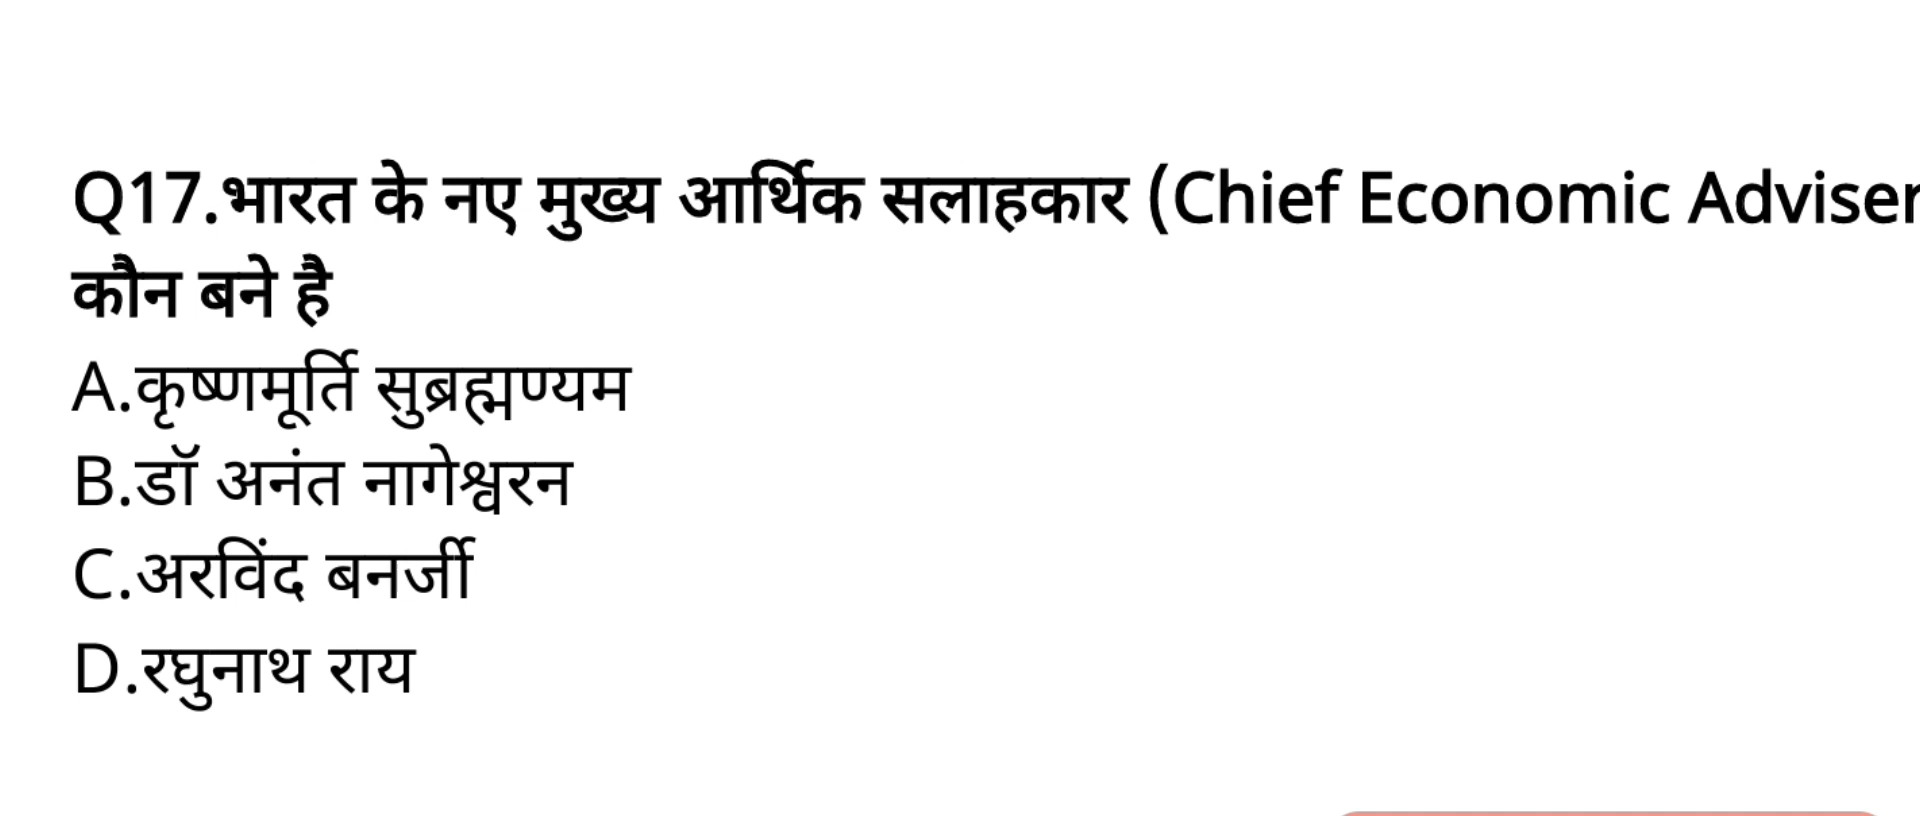 Q17.भारत के नए मुख्य आर्थिक सलाहकार (Chief Economic Adviser
कौन बने है
A.कृष्णमूर्ति सुब्रह्मण्यम
B.डॉ अनंत नागेश्वरन
C.अरविंद बनर्जी
D.रघुनाथ राय